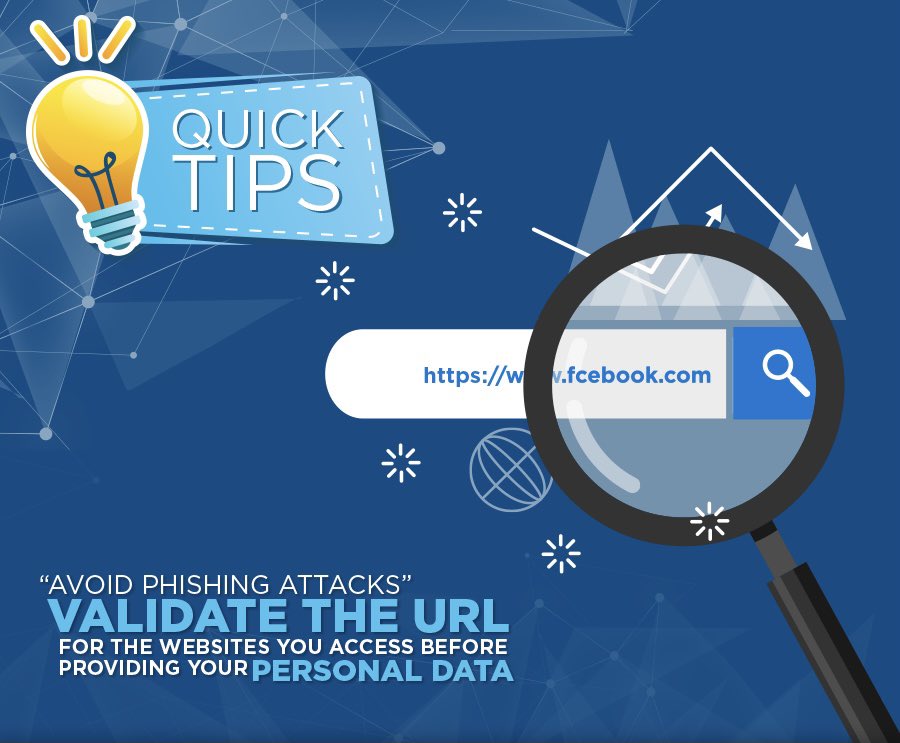 QUICK
TIPS
https://www.fcebook.com
“AVOID PHISHING ATTACKS”
VALIDATE THE URL
FOR THE WEBSITES YOU ACCESS BEFORE
PROVIDING YOUR PERSONAL DATA